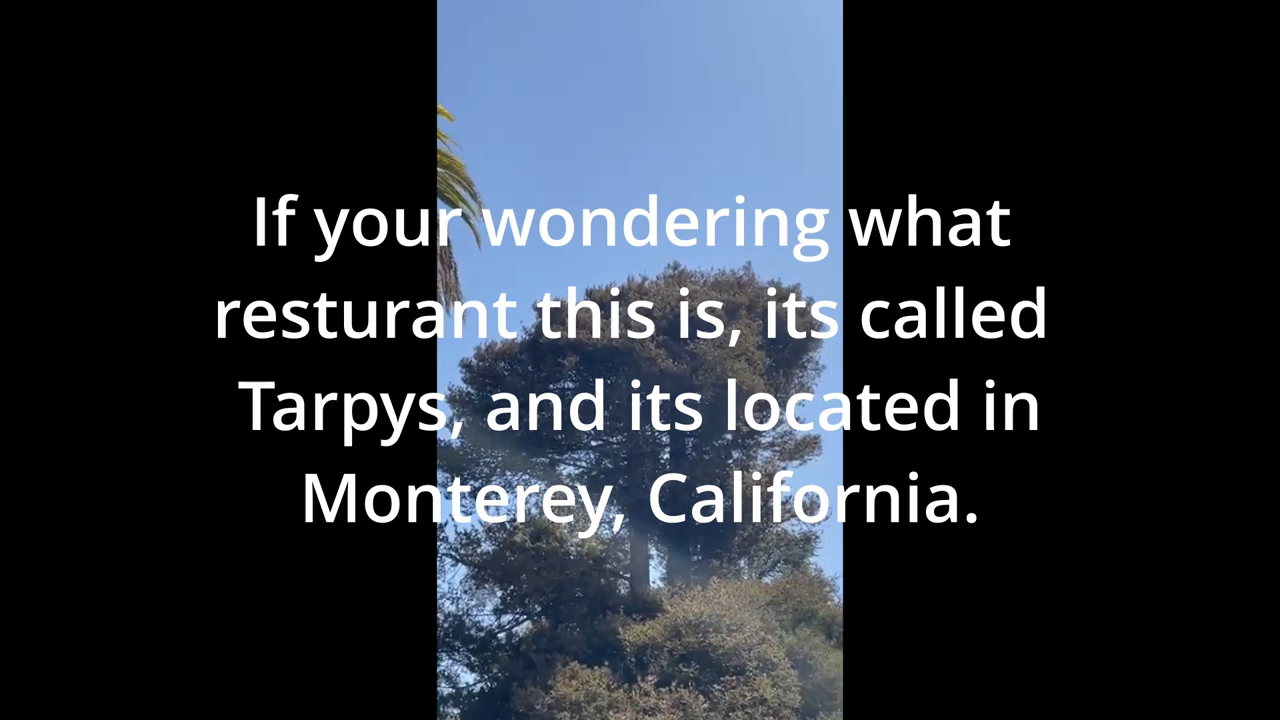 If your wondering what
resturant this is, its called
Tarpys, and its located in
Monterey, California.